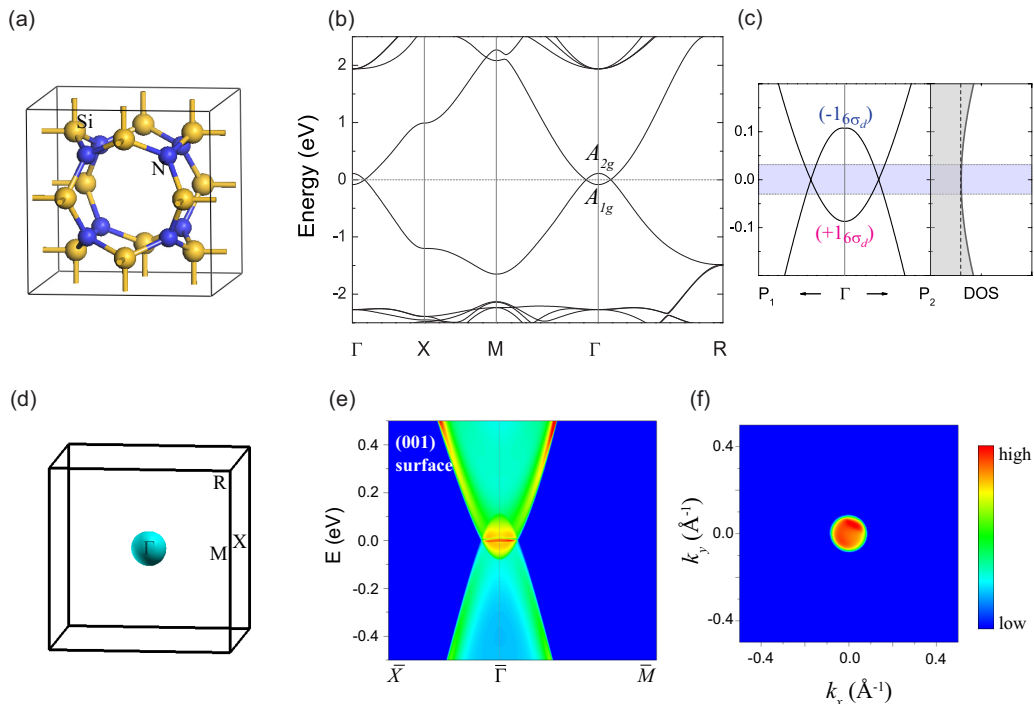 (a)
Si
N
(b)
Energy (eV)
2
1
0
-1
-2
A2g
A1g
Γ
X
M
Γ
R
(c)
0.1
0.0
-0.1
(-1₆σd)
(+1₆σd)
P₁ ← Γ → P₂ DOS
(d)
R
Γ
M
X
(e)
E (eV)
0.4
0.2
0.0
-0.2
-0.4
(001)
surface
X̄
Γ̄
M̄
(f)
ky (Å⁻¹)
0.4
0.0
-0.4
-0.4
0.0
0.4
kx (Å⁻¹)
high
low